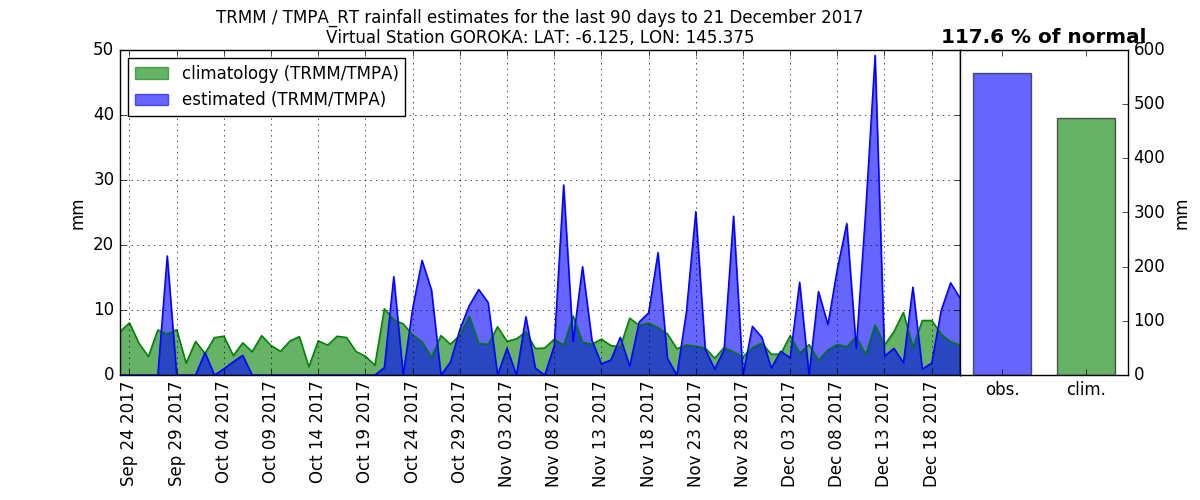 TRMM / TMPA_RT rainfall estimates for the last 90 days to 21 December 2017
Virtual Station GOROKA: LAT: -6.125, LON: 145.375
117.6 % of normal
climatology (TRMM/TMPA)
estimated (TRMM/TMPA)
50
40
30
20
10
0
mm
Sep 24 2017
Sep 29 2017
Oct 04 2017
Oct 09 2017
Oct 14 2017
Oct 19 2017
Oct 24 2017
Oct 29 2017
Nov 03 2017
Nov 08 2017
Nov 13 2017
Nov 18 2017
Nov 23 2017
Nov 28 2017
Dec 03 2017
Dec 08 2017
Dec 13 2017
Dec 18 2017
obs.
clim.
600
500
400
300
200
100
0
mm